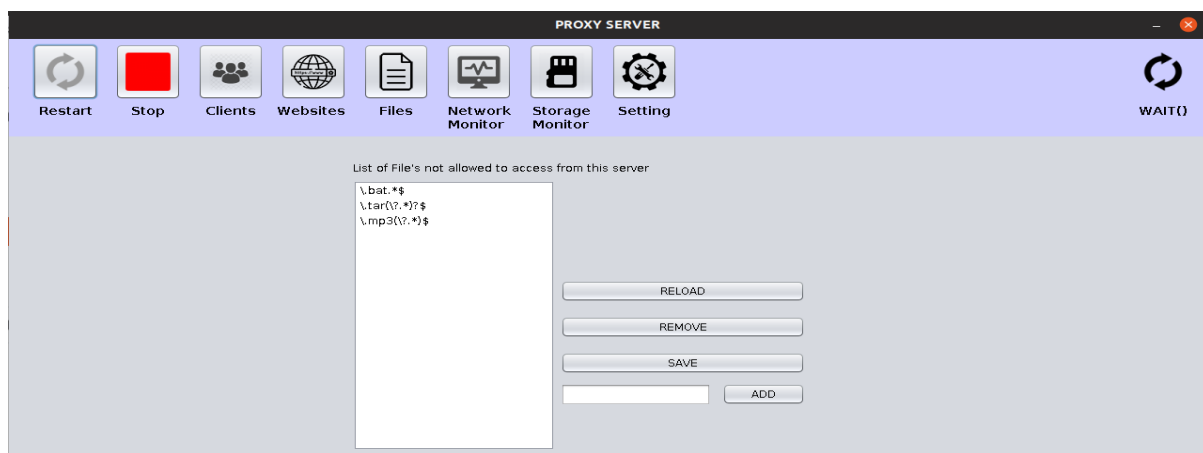 PROXY SERVER
Restart Stop Clients Websites Files Network Monitor Storage Monitor Setting WAIT()
List of File's not allowed to access from this server
\.bat.*$
\.tar(\?.*)?$
\.mp3(\?.*)$
RELOAD
REMOVE
SAVE
ADD